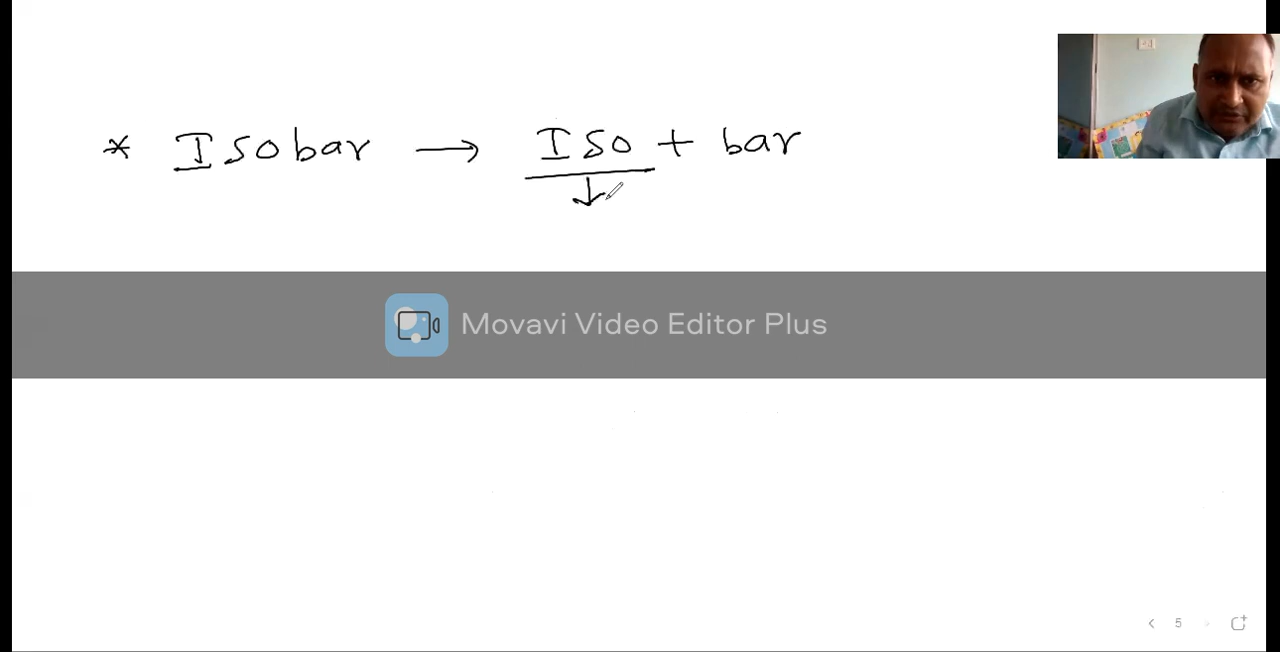 * Isobar → Iso + bar
↓
Movavi Video Editor Plus
< 5 >